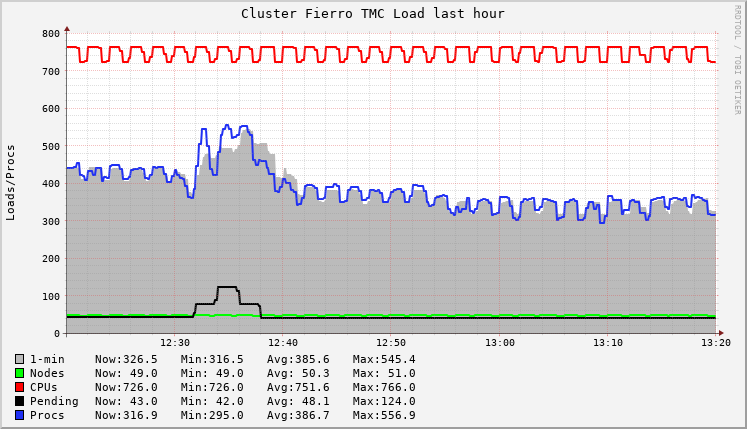 Cluster Fierro TMC Load last hour
RRDTOOL / TOBI OETIKER
Loads/Procs
800
700
600
500
400
300
200
100
0
12:30 12:40 12:50 13:00 13:10 13:20
1-min Now:326.5 Min:316.5 Avg:385.6 Max:545.4
Nodes Now: 49.0 Min: 49.0 Avg: 50.3 Max: 51.0
CPUs Now:726.0 Min:726.0 Avg:751.6 Max:766.0
Pending Now: 43.0 Min: 42.0 Avg: 48.1 Max:124.0
Procs Now:316.9 Min:295.0 Avg:386.7 Max:556.9